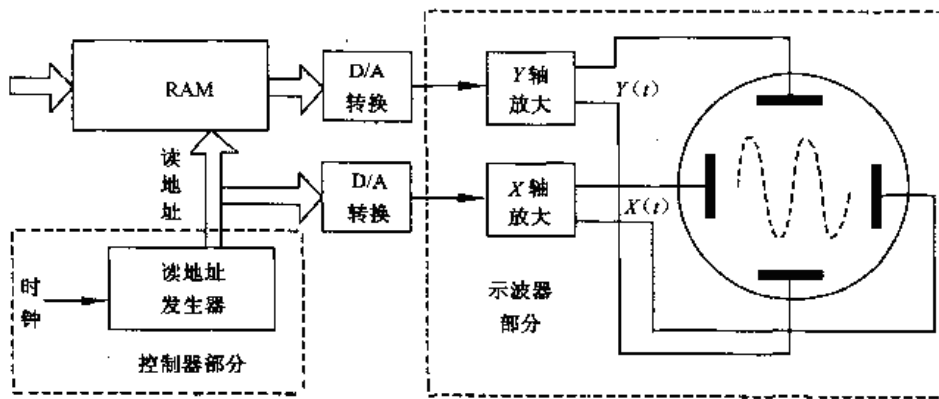 RAM
D/A
转换
Y轴
放大
Y(t)
读
地
址
D/A
转换
X轴
放大
X(t)
时
钟
读地址
发生器
控制器部分
示波器
部分